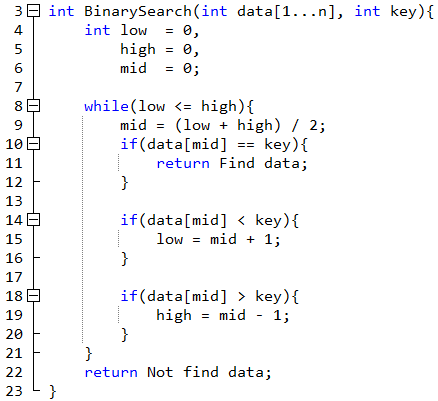 3 int BinarySearch(int data[1...n], int key){
4     int low  = 0,
5         high = 0,
6         mid  = 0;
7
8     while(low <= high){
9         mid = (low + high) / 2;
10         if(data[mid] == key){
11             return Find data;
12         }
13
14         if(data[mid] < key){
15             low = mid + 1;
16         }
17
18         if(data[mid] > key){
19             high = mid - 1;
20         }
21     }
22     return Not find data;
23 }